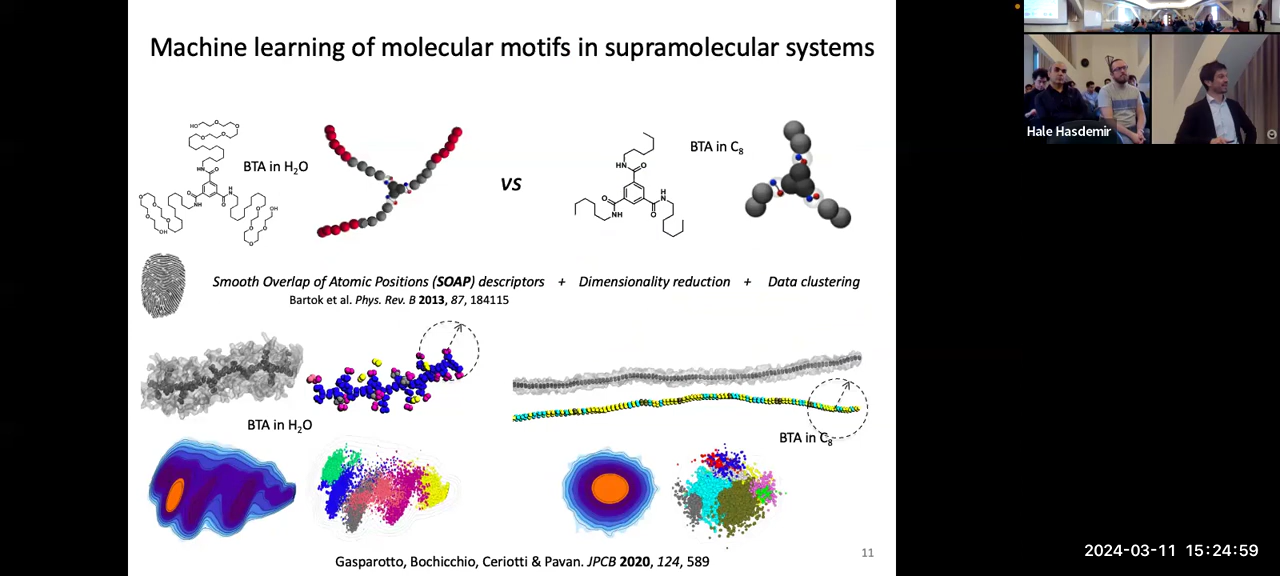 Machine learning of molecular motifs in supramolecular systems
BTA in H2O
VS
BTA in C8
Smooth Overlap of Atomic Positions (SOAP) descriptors + Dimensionality reduction + Data clustering
Bartok et al. Phys. Rev. B 2013, 87, 184115
BTA in H2O
BTA in C8
Gasparotto, Bochicchio, Ceriotti & Pavan. JPCB 2020, 124, 589
11
Hale Hasdemir
2024-03-11 15:24:59